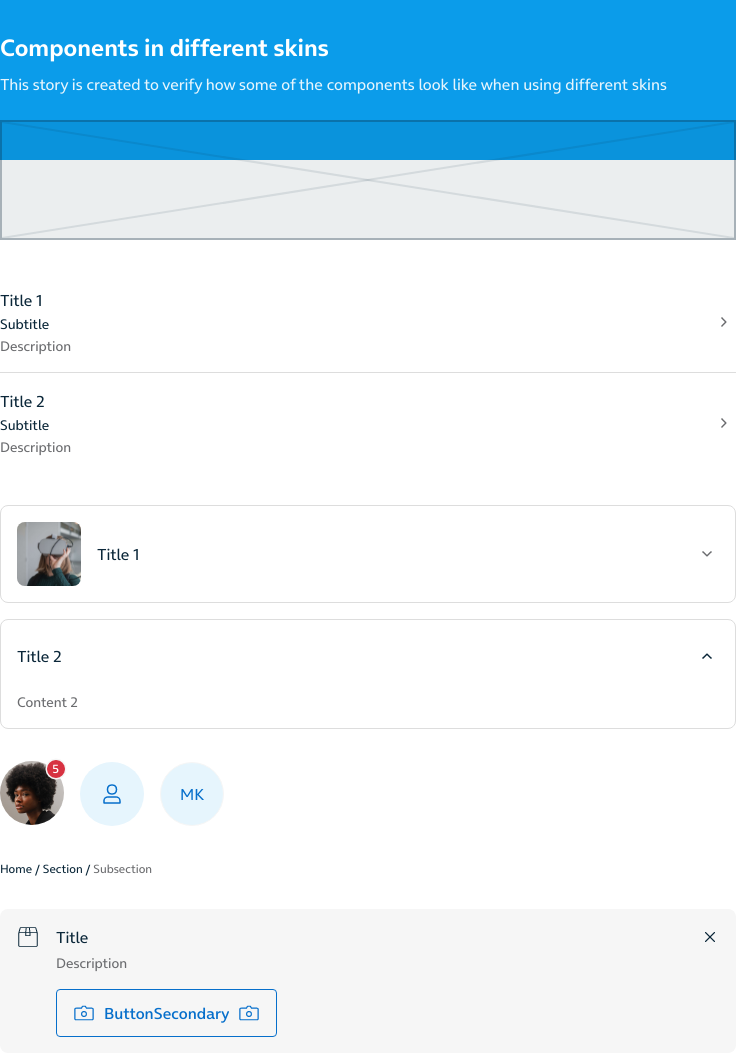 Components in different skins
This story is created to verify how some of the components look like when using different skins
Title 1
Subtitle
Description
Title 2
Subtitle
Description
Title 1
Title 2
Content 2
5
MK
Home / Section / Subsection
Title
Description
ButtonSecondary